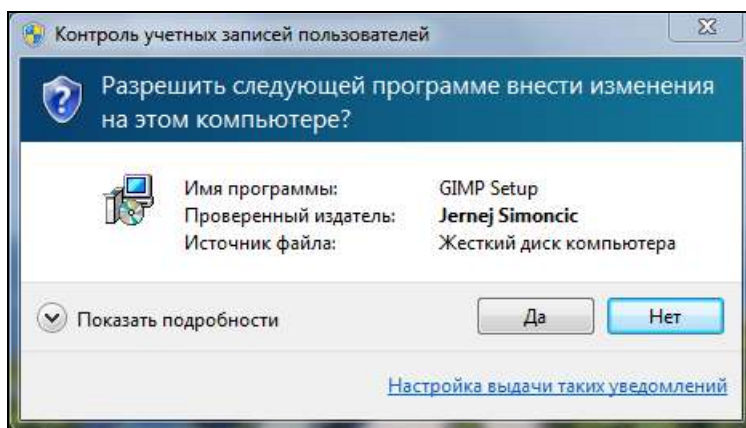 Контроль учетных записей пользователей
Разрешить следующей программе внести изменения
на этом компьютере?
Имя программы: GIMP Setup
Проверенный издатель: Jernej Simoncic
Источник файла: Жесткий диск компьютера
Показать подробности Да Нет
Настройка выдачи таких уведомлений